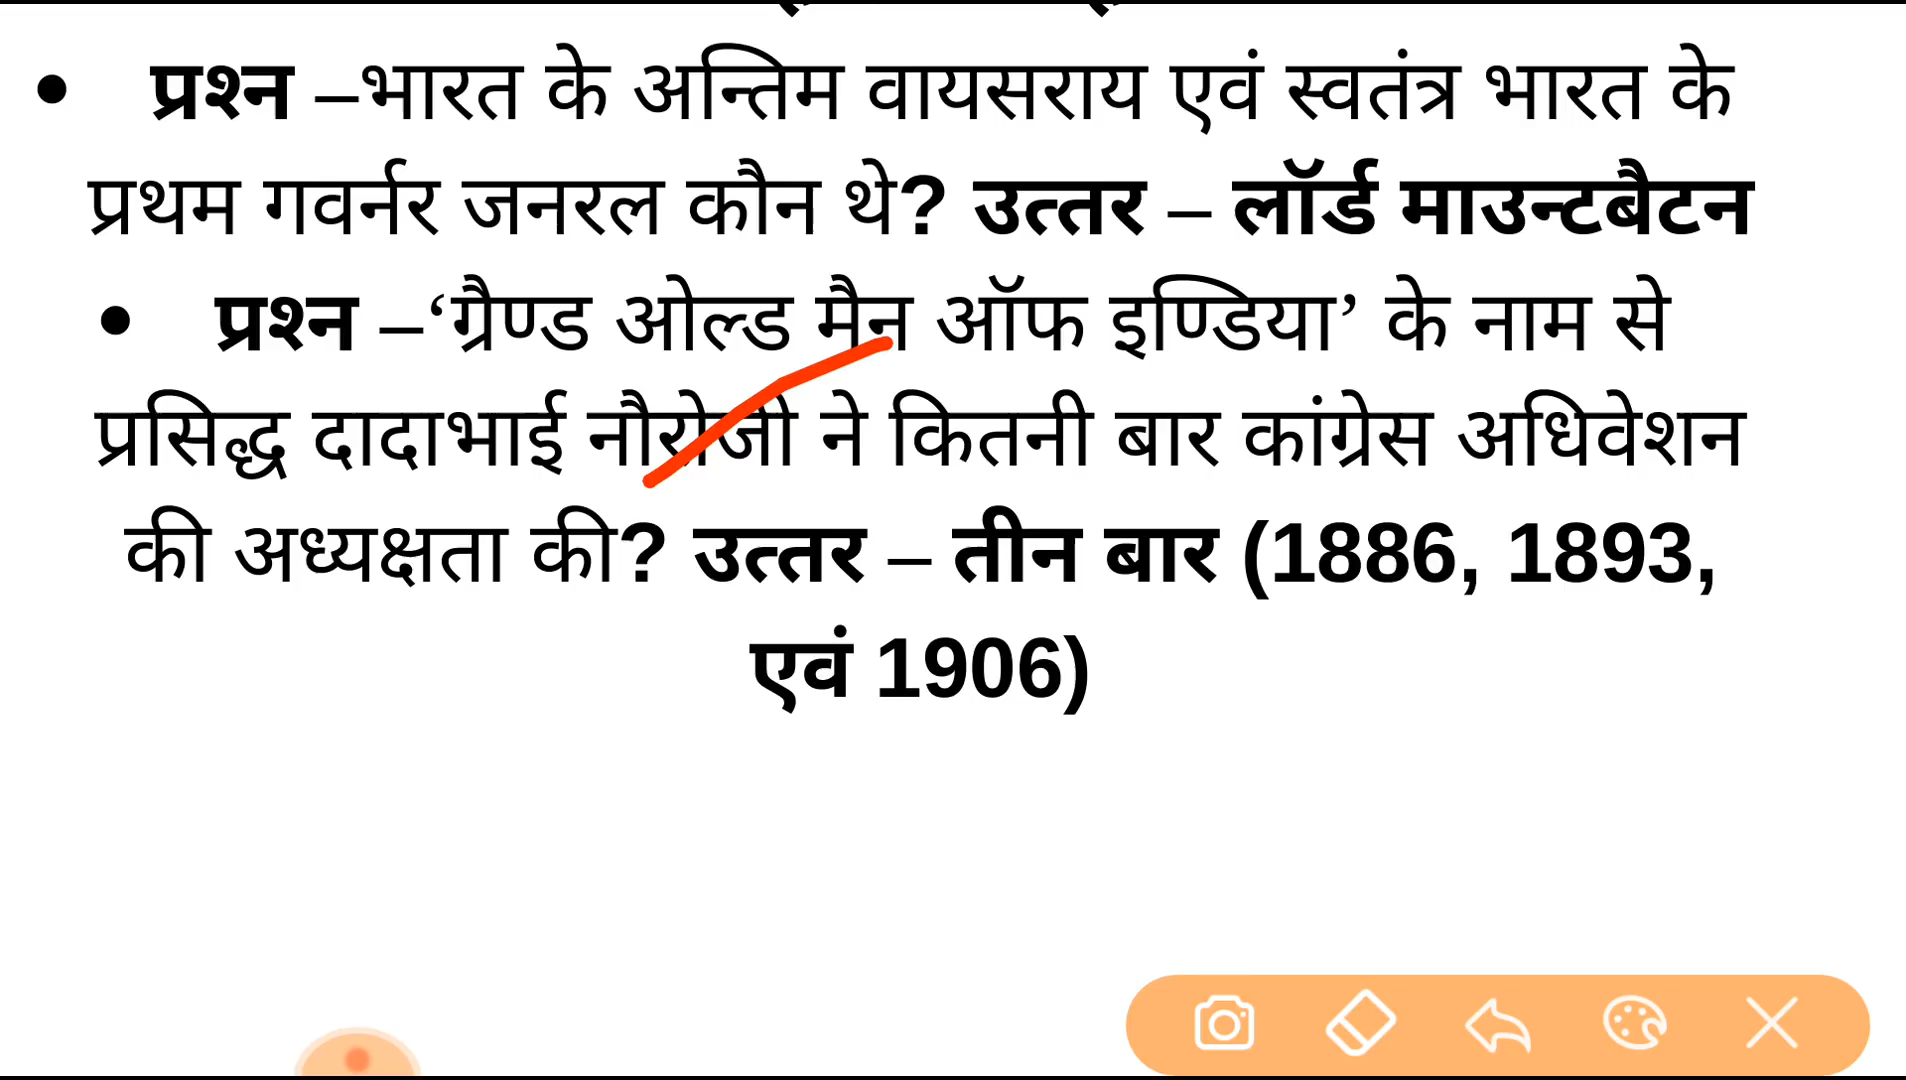 • प्रश्न –भारत के अन्तिम वायसराय एवं स्वतंत्र भारत के
प्रथम गवर्नर जनरल कौन थे? उत्तर – लॉर्ड माउन्टबैटन
• प्रश्न –‘ग्रैण्ड ओल्ड मैन ऑफ इण्डिया’ के नाम से
प्रसिद्ध दादाभाई नौरोजी ने कितनी बार कांग्रेस अधिवेशन
की अध्यक्षता की? उत्तर – तीन बार (1886, 1893,
एवं 1906)